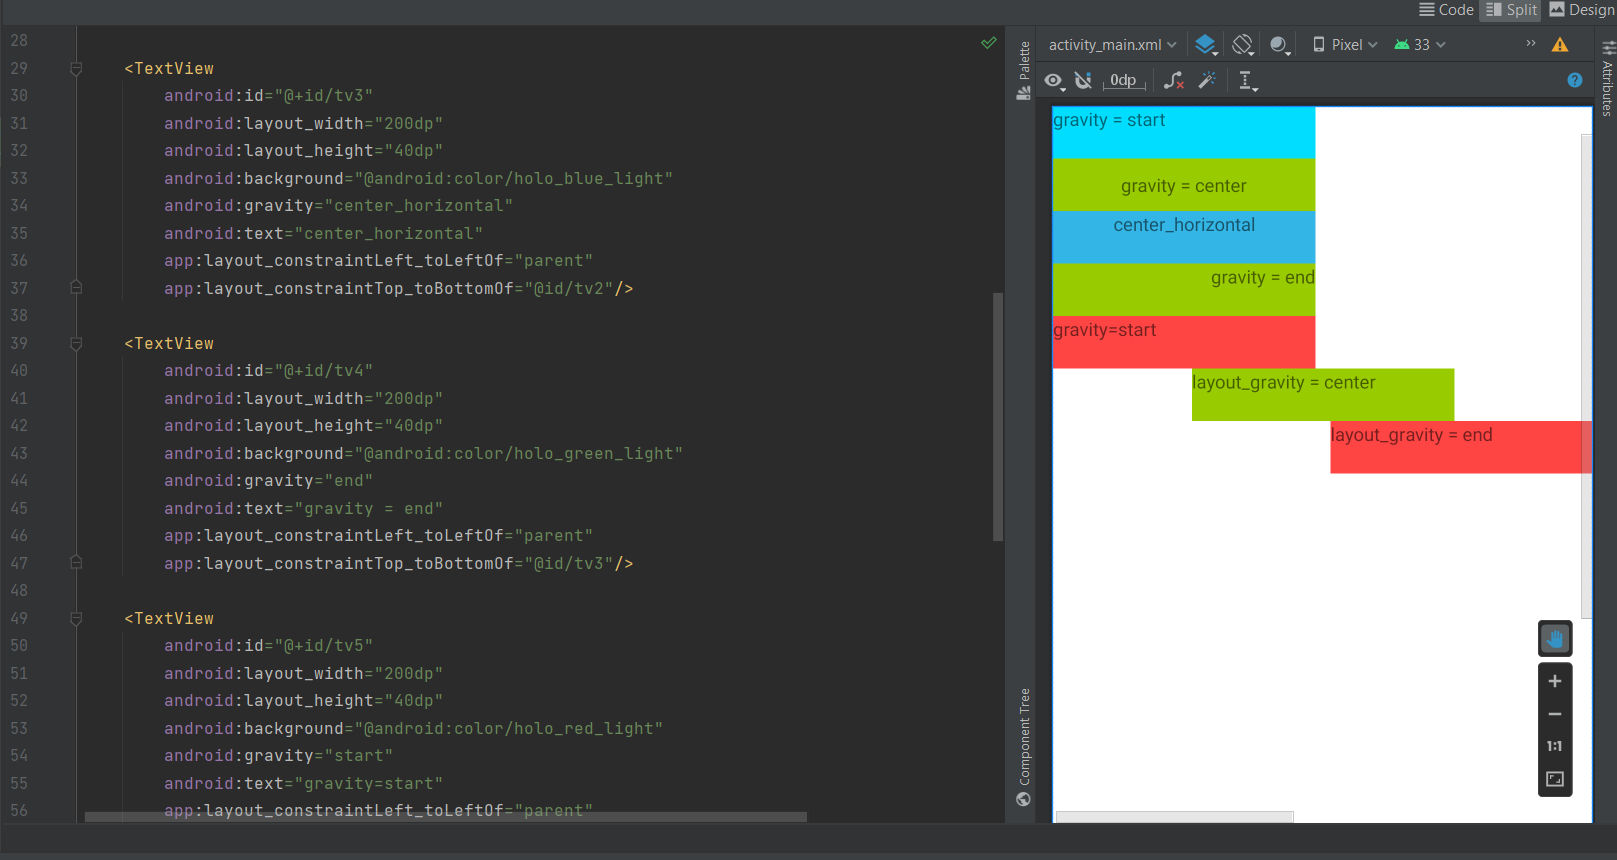 Code Split Design
activity_main.xml Pixel 33 »
0dp
Palette
Attributes
Component Tree
28
29 <TextView
30 android:id="@+id/tv3"
31 android:layout_width="200dp"
32 android:layout_height="40dp"
33 android:background="@android:color/holo_blue_light"
34 android:gravity="center_horizontal"
35 android:text="center_horizontal"
36 app:layout_constraintLeft_toLeftOf="parent"
37 app:layout_constraintTop_toBottomOf="@id/tv2"/>
38
39 <TextView
40 android:id="@+id/tv4"
41 android:layout_width="200dp"
42 android:layout_height="40dp"
43 android:background="@android:color/holo_green_light"
44 android:gravity="end"
45 android:text="gravity = end"
46 app:layout_constraintLeft_toLeftOf="parent"
47 app:layout_constraintTop_toBottomOf="@id/tv3"/>
48
49 <TextView
50 android:id="@+id/tv5"
51 android:layout_width="200dp"
52 android:layout_height="40dp"
53 android:background="@android:color/holo_red_light"
54 android:gravity="start"
55 android:text="gravity=start"
56 app:layout_constraintLeft_toLeftOf="parent"
gravity = start
gravity = center
center_horizontal
gravity = end
gravity=start
layout_gravity = center
layout_gravity = end
1:1